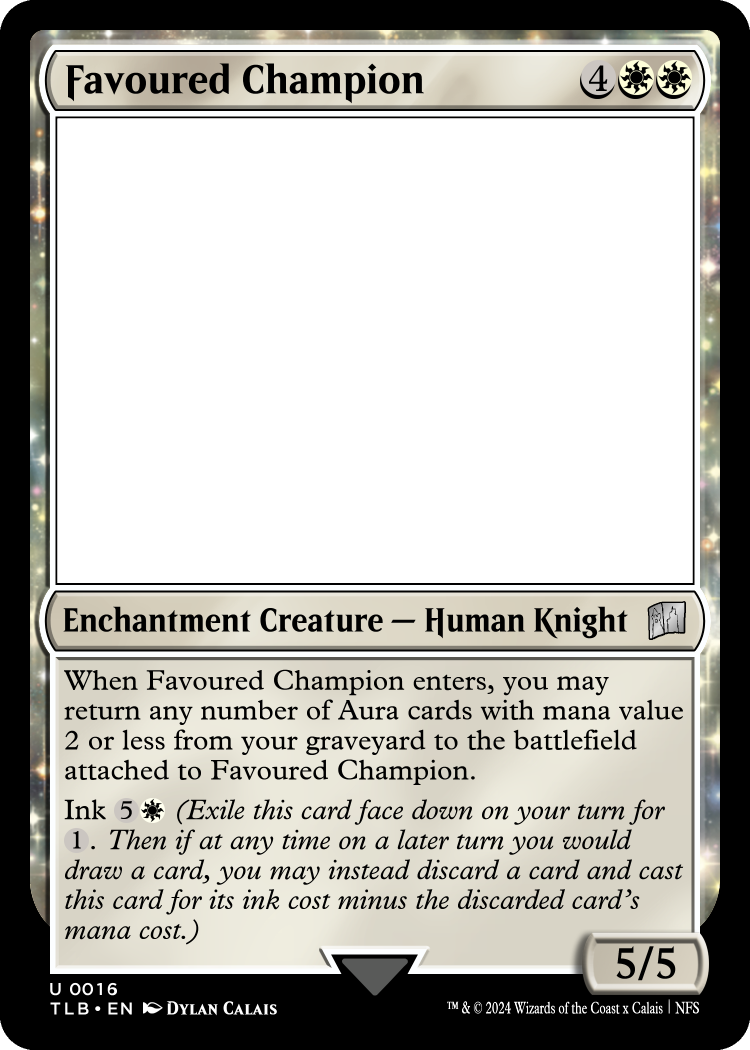 Favoured Champion 4
Enchantment Creature — Human Knight
When Favoured Champion enters, you may
return any number of Aura cards with mana value
2 or less from your graveyard to the battlefield
attached to Favoured Champion.
Ink 5 (Exile this card face down on your turn for
1. Then if at any time on a later turn you would
draw a card, you may instead discard a card and cast
this card for its ink cost minus the discarded card's
mana cost.)
5/5
U 0016
TLB • EN Dylan Calais
™ & © 2024 Wizards of the Coast x Calais | NFS